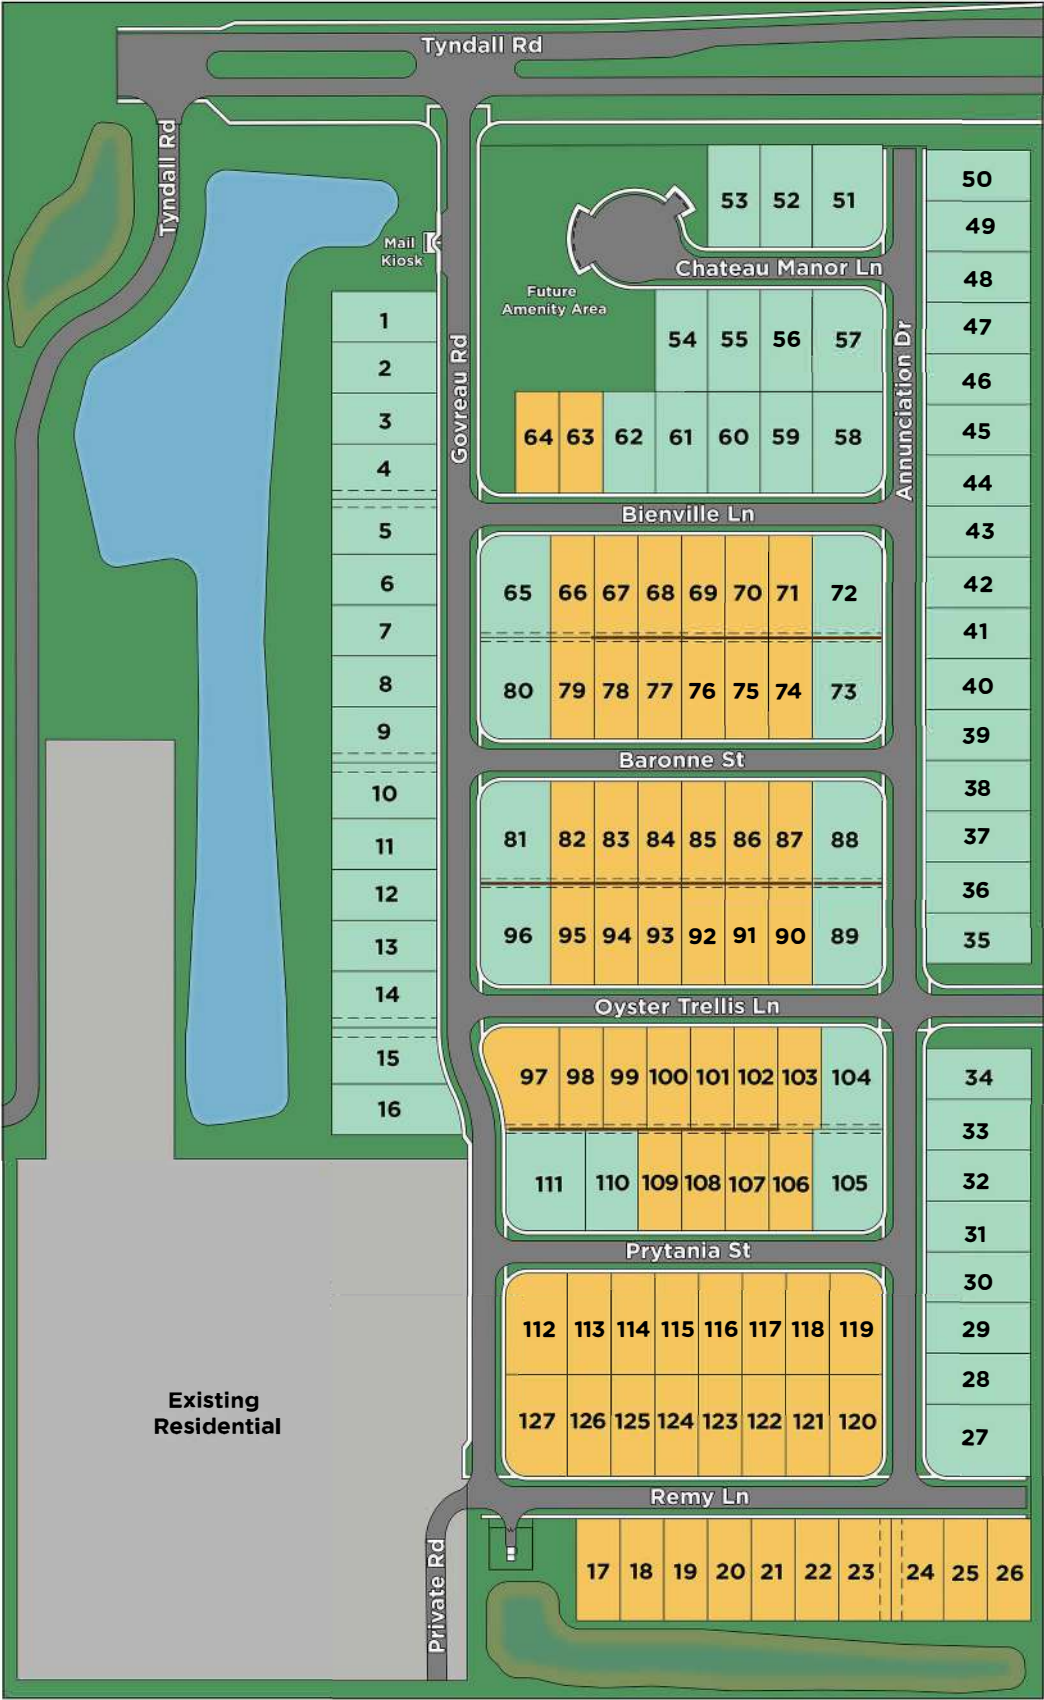 Tyndall Rd
Tyndall Rd
Mail
Kiosk
Govreau Rd
Future
Amenity Area
53 52 51
Chateau Manor Ln
54 55 56 57
64 63 62 61 60 59 58
Annunciation Dr
50
49
48
47
46
45
44
43
42
41
40
39
38
37
36
35
1
2
3
4
5
6
7
8
9
10
11
12
13
14
15
16
Bienville Ln
65 66 67 68 69 70 71 72
80 79 78 77 76 75 74 73
Baronne St
81 82 83 84 85 86 87 88
96 95 94 93 92 91 90 89
Oyster Trellis Ln
97 98 99 100 101 102 103 104
111 110 109 108 107 106 105
34
33
32
31
30
29
28
27
Prytania St
112 113 114 115 116 117 118 119
127 126 125 124 123 122 121 120
Existing
Residential
Remy Ln
Private Rd
17 18 19 20 21 22 23 24 25 26